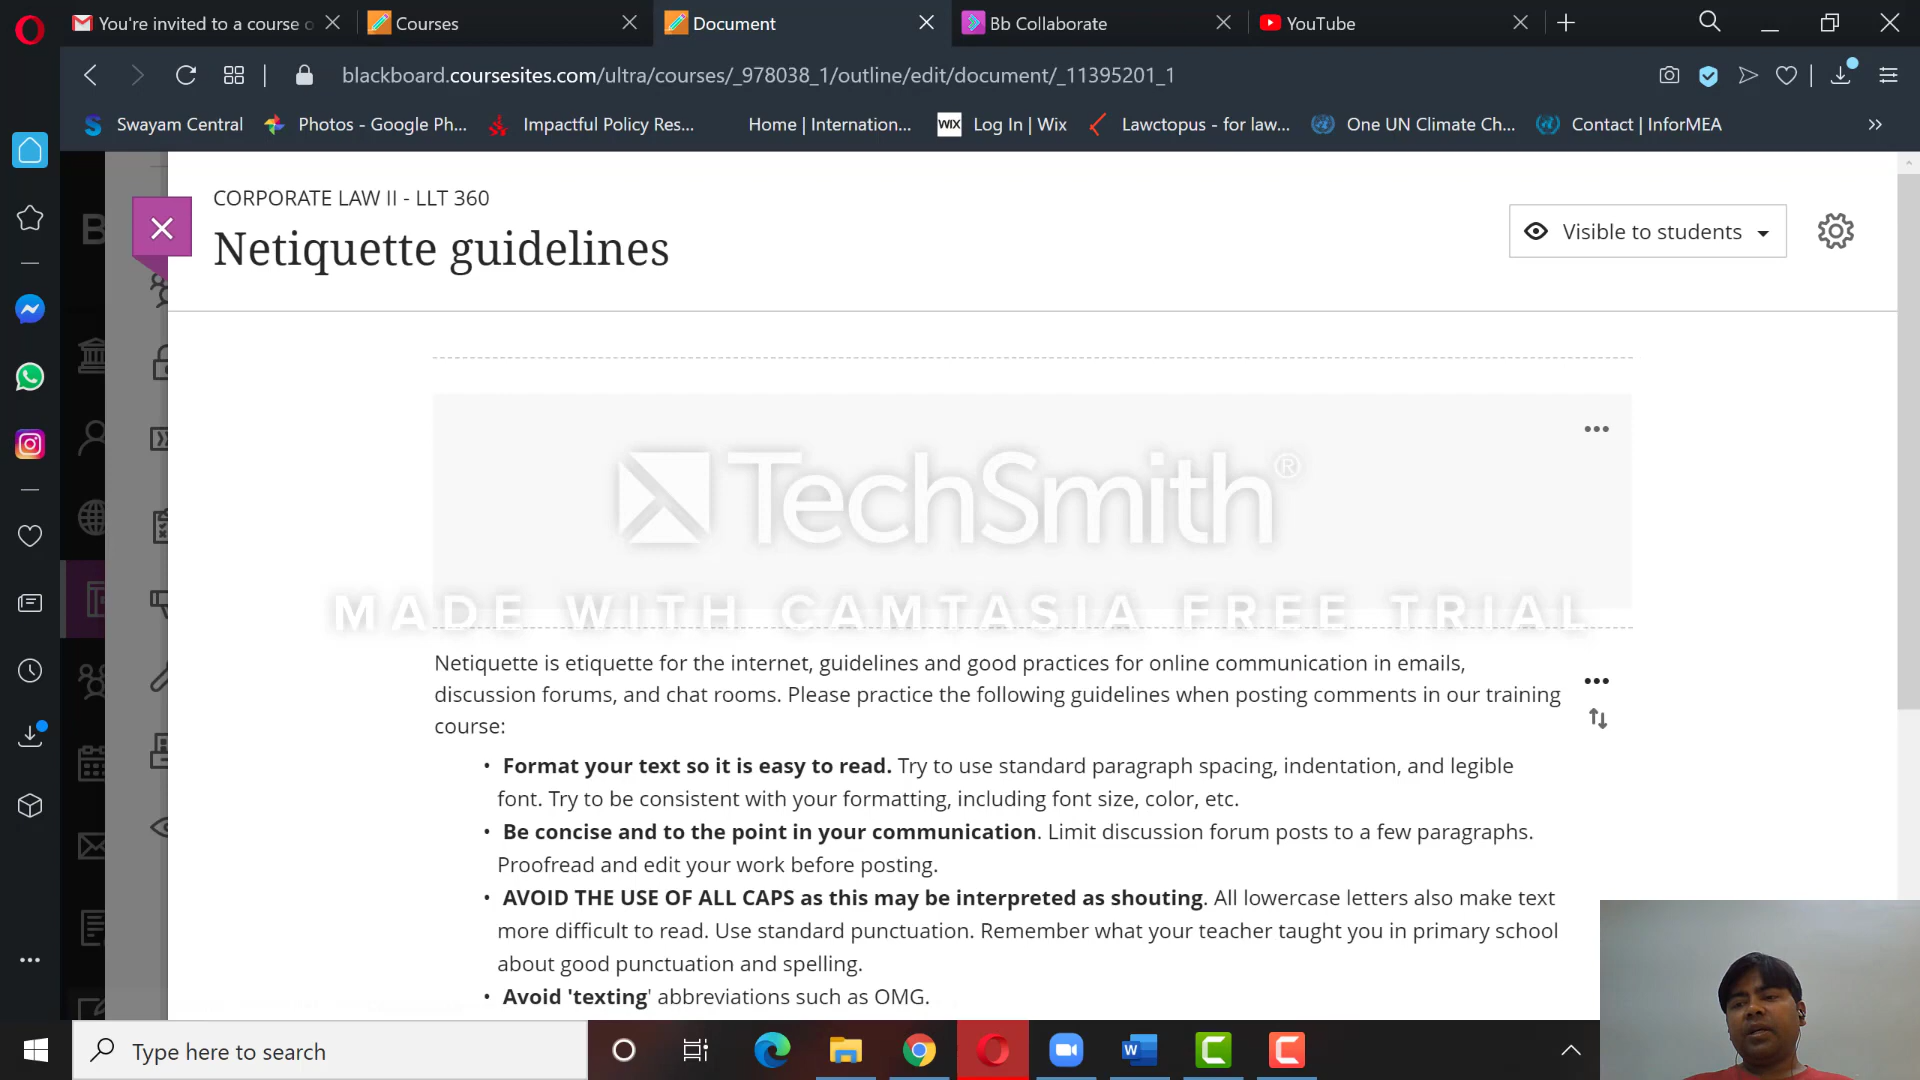 You're invited to a course o
Courses
Document
Bb Collaborate
YouTube
blackboard.coursesites.com/ultra/courses/_978038_1/outline/edit/document/_11395201_1
Swayam Central
Photos - Google Ph...
Impactful Policy Res...
Home | Internation...
WIX
Log In | Wix
Lawctopus - for law...
One UN Climate Ch...
Contact | InforMEA
CORPORATE LAW II - LLT 360
Netiquette guidelines
Visible to students
B
TechSmith®
MADE WITH CAMTASIA FREE TRIAL
Netiquette is etiquette for the internet, guidelines and good practices for online communication in emails,
discussion forums, and chat rooms. Please practice the following guidelines when posting comments in our training
course:
• Format your text so it is easy to read. Try to use standard paragraph spacing, indentation, and legible
font. Try to be consistent with your formatting, including font size, color, etc.
• Be concise and to the point in your communication. Limit discussion forum posts to a few paragraphs.
Proofread and edit your work before posting.
• AVOID THE USE OF ALL CAPS as this may be interpreted as shouting. All lowercase letters also make text
more difficult to read. Use standard punctuation. Remember what your teacher taught you in primary school
about good punctuation and spelling.
• Avoid 'texting' abbreviations such as OMG.
Type here to search